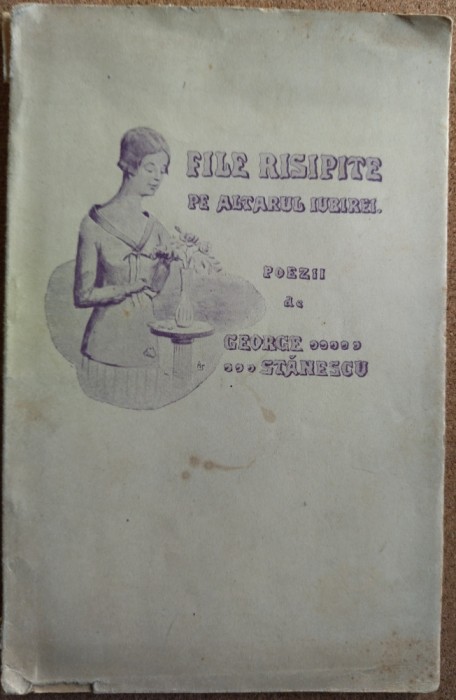 FILE RISIPITE
PE ALTARUL IUBIREI.
POEZII
de
GEORGE
STĂNESCU